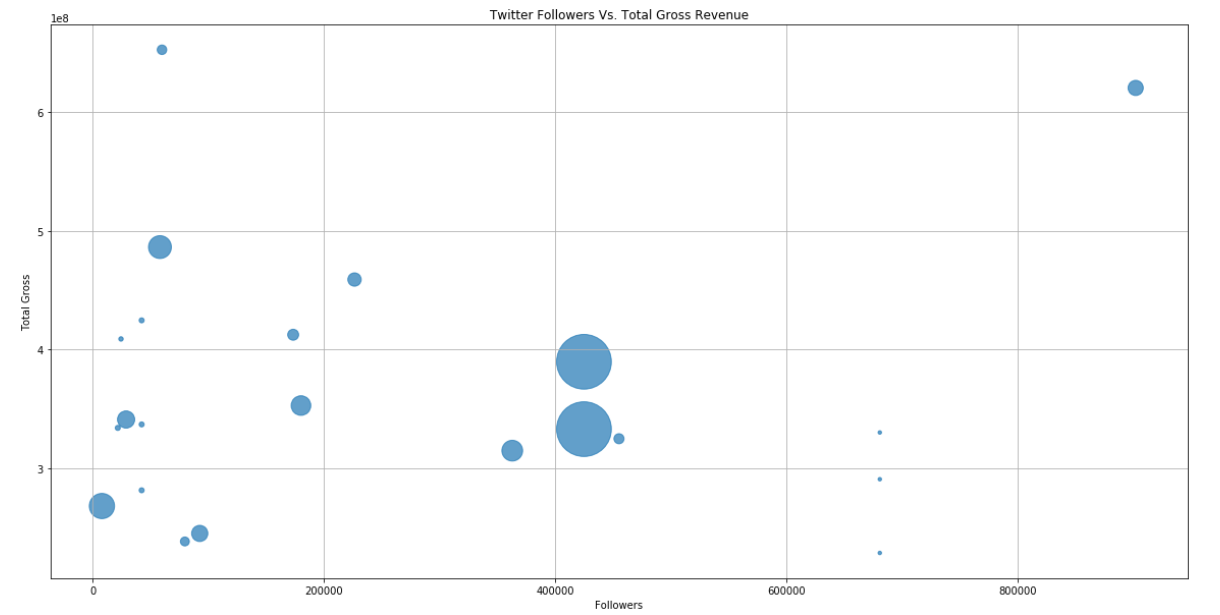 Twitter Followers Vs. Total Gross Revenue
1e8
6
5
4
3
Total Gross
0 200000 400000 600000 800000
Followers